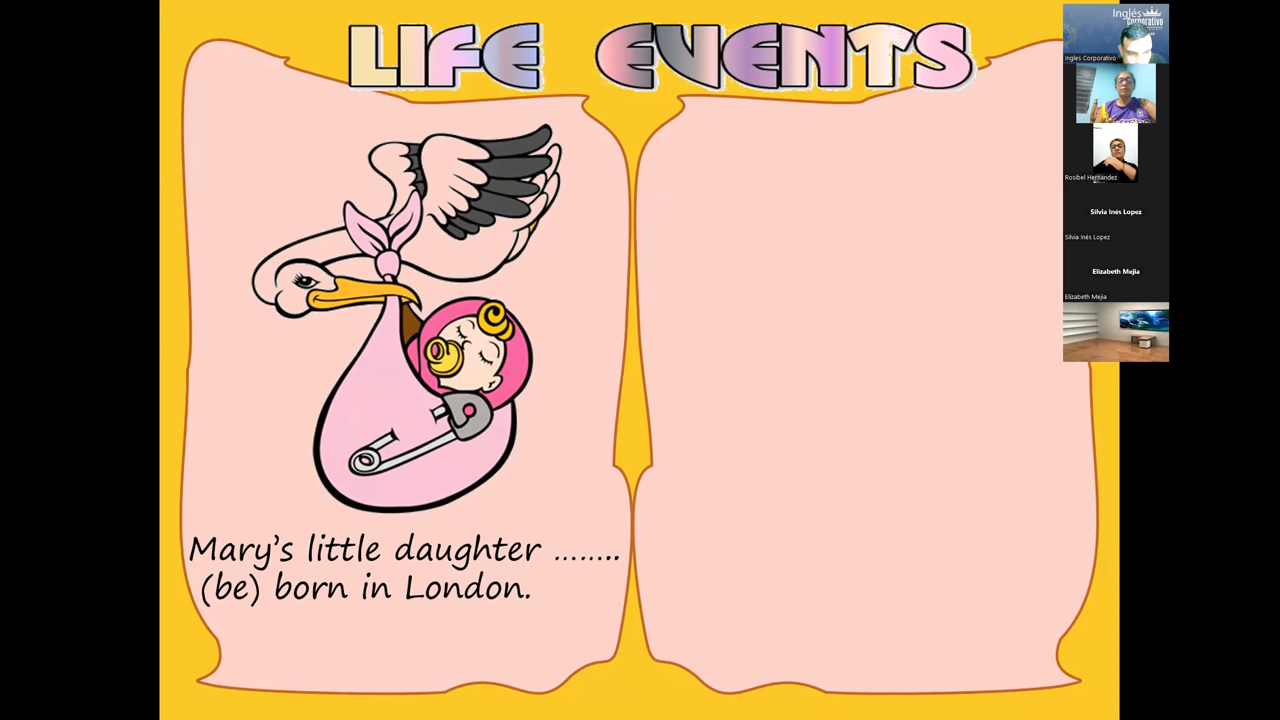 LIFE EVENTS
Mary's little daughter ........
(be) born in London.
Inglés
Corporativo
Ingles Corporativo
Rosibel Hernández
Silvia Inés Lopez
Silvia Inés Lopez
Elizabeth Mejia
Elizabeth Mejia